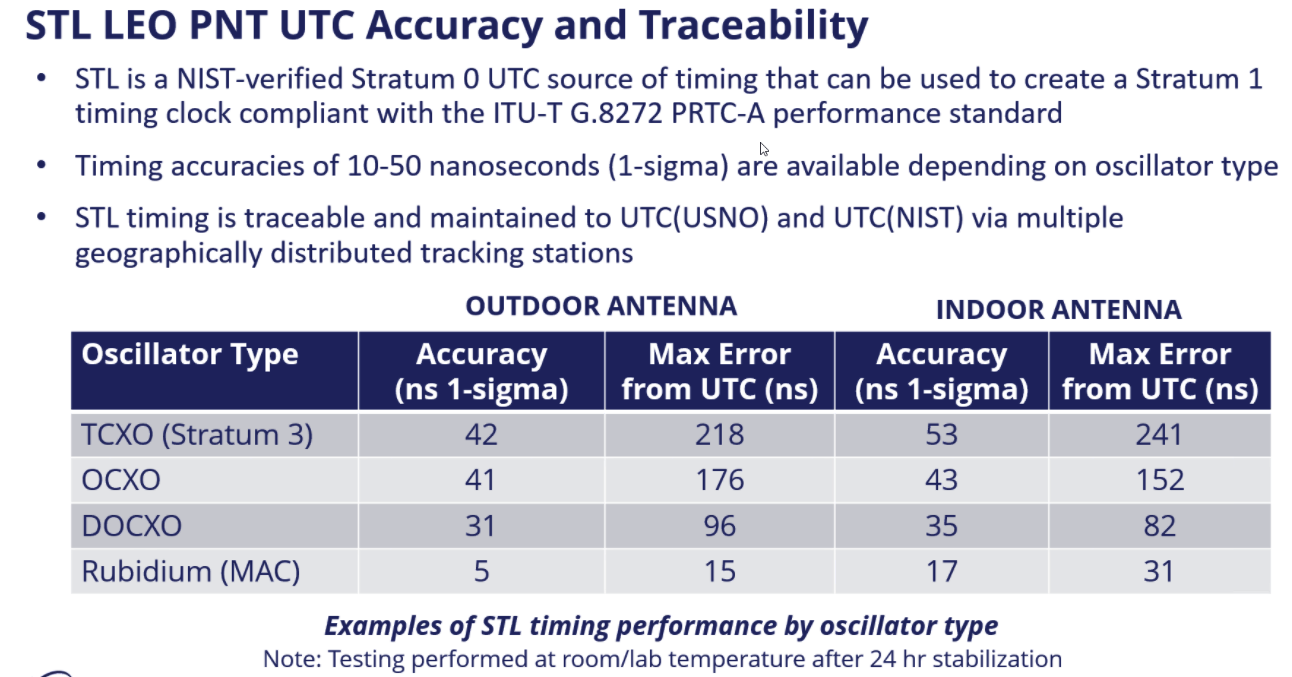 STL LEO PNT UTC Accuracy and Traceability
• STL is a NIST-verified Stratum 0 UTC source of timing that can be used to create a Stratum 1
timing clock compliant with the ITU-T G.8272 PRTC-A performance standard
• Timing accuracies of 10-50 nanoseconds (1-sigma) are available depending on oscillator type
• STL timing is traceable and maintained to UTC(USNO) and UTC(NIST) via multiple
geographically distributed tracking stations
OUTDOOR ANTENNA INDOOR ANTENNA
Oscillator Type Accuracy Max Error Accuracy Max Error
(ns 1-sigma) from UTC (ns) (ns 1-sigma) from UTC (ns)
TCXO (Stratum 3) 42 218 53 241
OCXO 41 176 43 152
DOCXO 31 96 35 82
Rubidium (MAC) 5 15 17 31
Examples of STL timing performance by oscillator type
Note: Testing performed at room/lab temperature after 24 hr stabilization